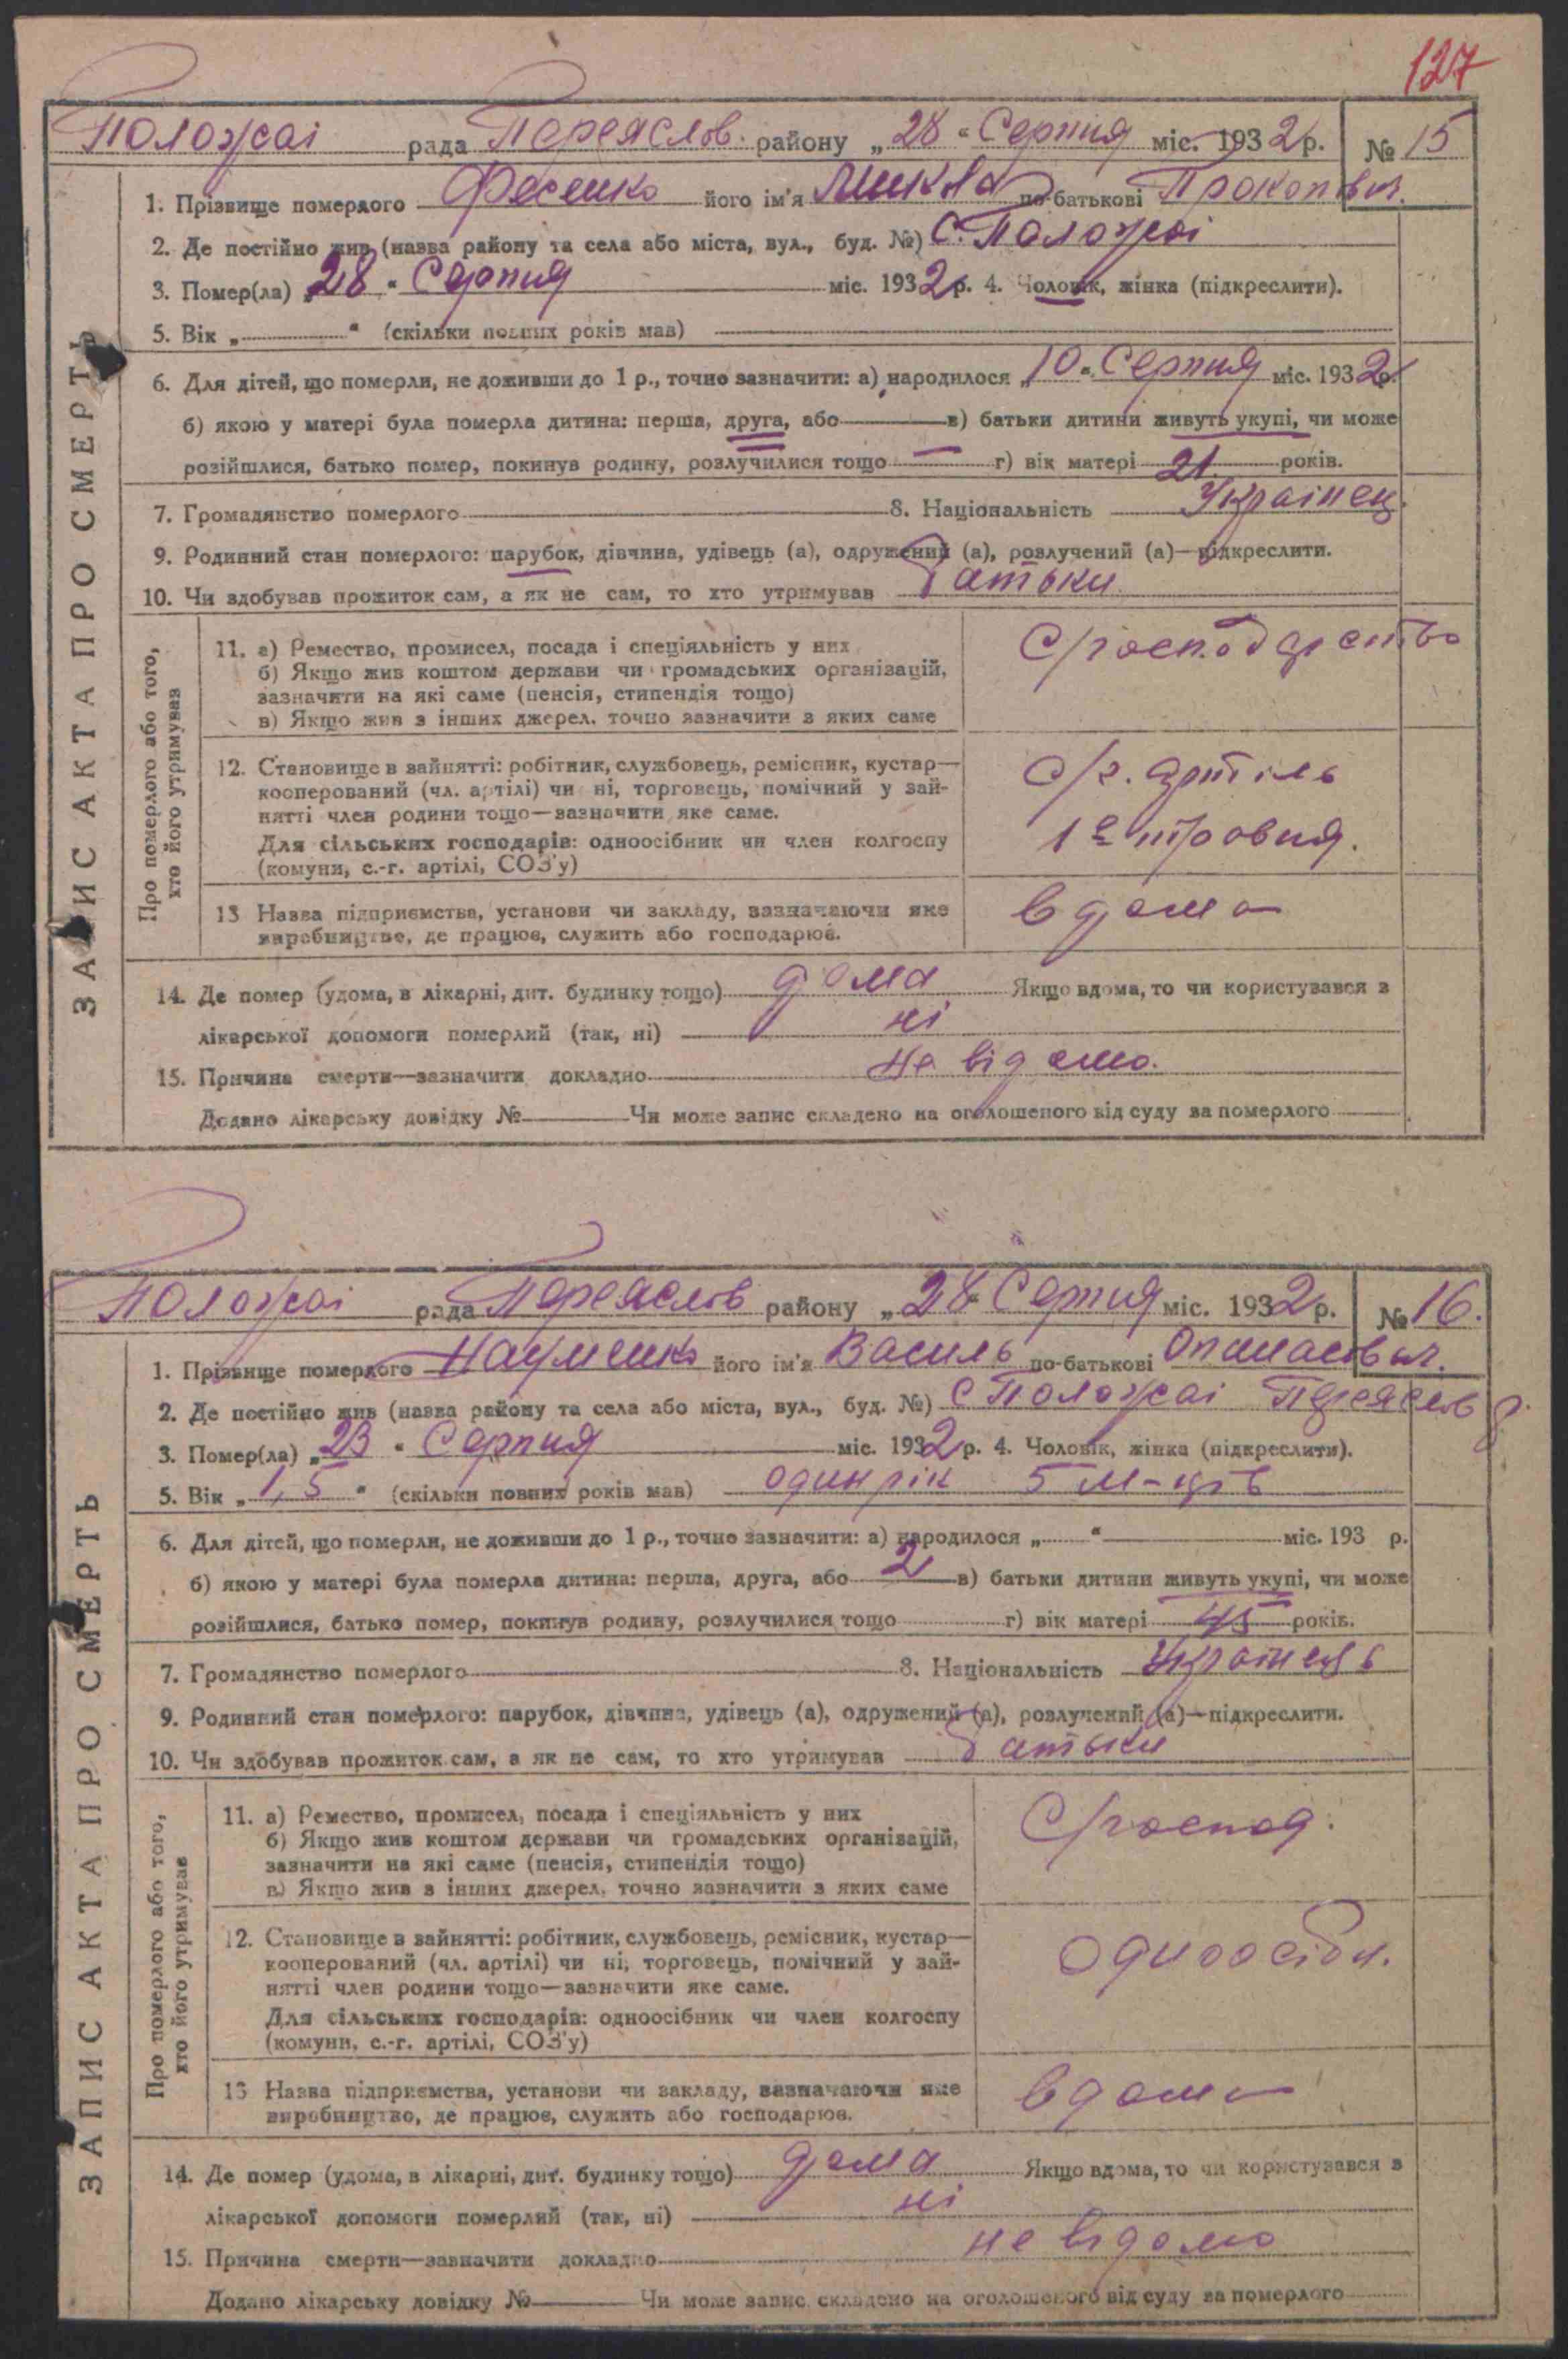 127
Положаі рада Переяслов. району „28" Серпня міс. 1932 р. № 15
1. Прізвище померлого Фесенко його ім'я Микола по-батькові Прокопвич.
2. Де постійно жив (назва району та села або міста, вул., буд. №) С. Положаі
3. Помер(ла) „28" Серпня міс. 1932 р. 4. Чоловік, жінка (підкреслити).
5. Вік „ " (скільки повних років мав)
6. Для дітей, що померли, не доживши до 1 р., точно зазначити: а) народилося „10" Серпня міс. 1932 р.
б) якою у матері була померла дитина: перша, друга, або в) батьки дитини живуть укупі, чи може
розійшлися, батько помер, покинув родину, розлучилися тощо — г) вік матері 21 років.
7. Громадянство померлого 8. Національність Українец.
9. Родинний стан померлого: парубок, дівчина, удівець (а), одружений (а), розлучений (а)—підкреслити.
10. Чи здобував прожиток сам, а як не сам, то хто утримував батьки
ЗАПИС АКТА ПРО СМЕРТЬ
Про померлого або того,
хто його утримував
11. а) Ремество, промисел, посада і спеціяльність у них С/госп.одарство
б) Якщо жив коштом держави чи громадських організацій,
зазначити на які саме (пенсія, стипендія тощо)
в) Якщо жив з інших джерел, точно зазначити з яких саме
12. Становище в зайнятті: робітник, службовець, ремісник, кустар— с/г. артіль
кооперований (чл. артілі) чи ні, торговець, помічний у зай-
нятті член родини тощо—зазначити яке саме. 1е травня.
Для сільських господарів: одноосібник чи член колгоспу
(комуни, с.-г. артілі, СОЗ'у)
13 Назва підприємства, установи чи закладу, зазначаючи яке вдома
виробництво, де працює, служить або господарює.
14. Де помер (удома, в лікарні, дит. будинку тощо) дома Якщо вдома, то чи користувався з
лікарської допомоги померлий (так, ні) ні
15. Причина смерти—зазначити докладно не відомо.
Додано лікарську довідку № Чи може запис складено на оголошеного від суду за померлого
Положаі рада Переяслов району „28" Серпня міс. 1932 р. № 16.
1. Прізвище померлого Науменко його ім'я Василь по-батькові Опанасович.
2. Де постійно жив (назва району та села або міста, вул., буд. №) С Положаі Переяслов р.
3. Помер(ла) „23" Серпня міс. 1932 р. 4. Чоловік, жінка (підкреслити).
5. Вік „1,5" (скільки повних років мав) один рік 5 м-ців
6. Для дітей, що померли, не доживши до 1 р., точно зазначити: а) народилося „ " міс. 193 р.
б) якою у матері була померла дитина: перша, друга, або 2 в) батьки дитини живуть укупі, чи може
розійшлися, батько помер, покинув родину, розлучилися тощо г) вік матері 45 років.
7. Громадянство померлого 8. Національність Українець
9. Родинний стан померлого: парубок, дівчина, удівець (а), одружений (а), розлучений (а)—підкреслити.
10. Чи здобував прожиток сам, а як не сам, то хто утримував батьки
ЗАПИС АКТА ПРО СМЕРТЬ
Про померлого або того,
хто його утримував
11. а) Ремество, промисел, посада і спеціяльність у них С/господ.
б) Якщо жив коштом держави чи громадських організацій,
зазначити на які саме (пенсія, стипендія тощо)
в) Якщо жив з інших джерел, точно зазначити з яких саме
12. Становище в зайнятті: робітник, службовець, ремісник, кустар—
кооперований (чл. артілі) чи ні, торговець, помічний у зай- одноосібн.
нятті член родини тощо—зазначити яке саме.
Для сільських господарів: одноосібник чи член колгоспу
(комуни, с.-г. артілі, СОЗ'у)
13 Назва підприємства, установи чи закладу, зазначаючи яке вдома
виробництво, де працює, служить або господарює.
14. Де помер (удома, в лікарні, дит. будинку тощо) дома Якщо вдома, то чи користувався з
лікарської допомоги померлий (так, ні) ні
15. Причина смерти—зазначити докладно не відомо
Додано лікарську довідку № Чи може запис складено на оголошеного від суду за померлого